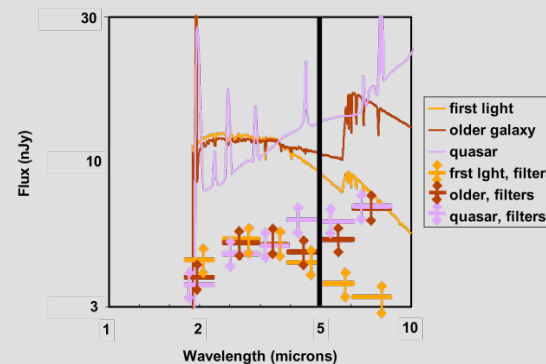 30
10
3
Flux (nJy)
1
2
5
10
Wavelength (microns)
first light
older galaxy
quasar
frst lght, filter
older, filters
quasar, filters